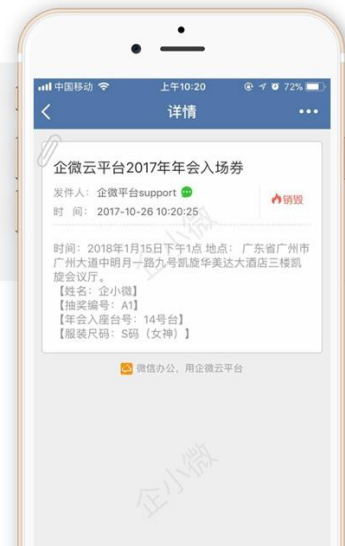 中国移动 上午10:20 72%
详情
企微云平台2017年年会入场券
发件人: 企微平台support
销毁
时 间: 2017-10-26 10:20:25
时间：2018年1月15日下午1点 地点： 广东省广州市
广州大道中明月一路九号凯旋华美达大酒店三楼凯
旋会议厅。
【姓名：企小微】
【抽奖编号：A1】
【年会入座台号：14号台】
【服装尺码：S码（女神）】
微信办公，用企微云平台
企小微
企小微